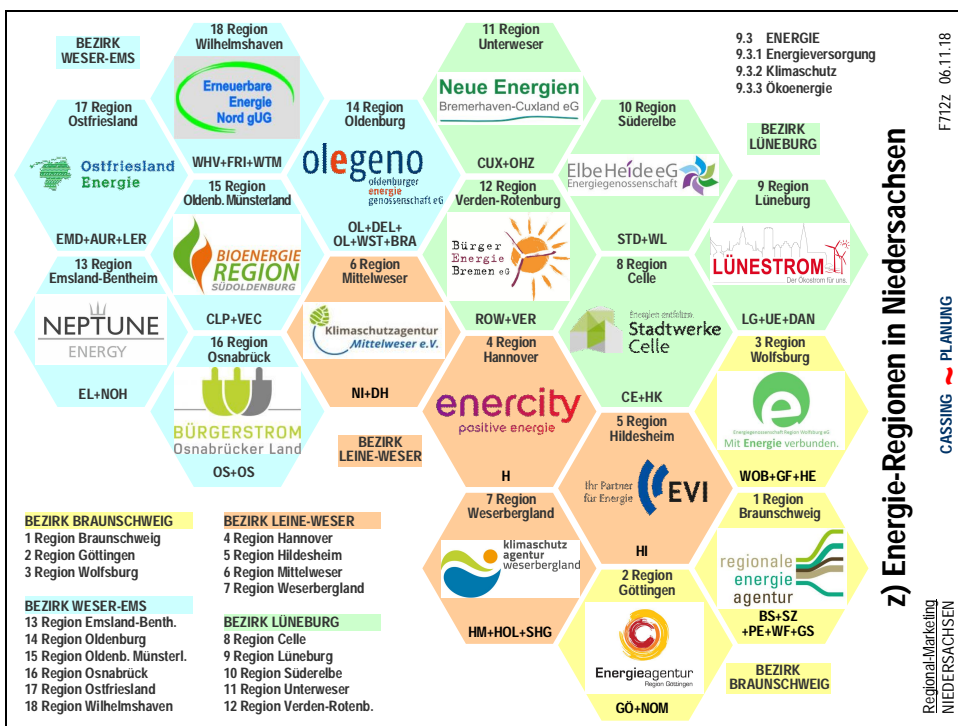 BEZIRK
WESER-EMS
18 Region
Wilhelmshaven
Erneuerbare
Energie
Nord gUG
WHV+FRI+WTM
11 Region
Unterweser
Neue Energien
Bremerhaven-Cuxland eG
CUX+OHZ
9.3 ENERGIE
9.3.1 Energieversorgung
9.3.2 Klimaschutz
9.3.3 Ökoenergie
17 Region
Ostfriesland
Ostfriesland
Energie
EMD+AUR+LER
14 Region
Oldenburg
olegeno
oldenburger
energie
genossenschaft eG
OL+DEL+
OL+WST+BRA
10 Region
Süderelbe
ElbeHeide eG
Energiegenossenschaft
STD+WL
BEZIRK
LÜNEBURG
15 Region
Oldenb. Münsterland
BIOENERGIE
REGION
SÜDOLDENBURG
CLP+VEC
12 Region
Verden-Rotenburg
Bürger
Energie
Bremen eG
ROW+VER
9 Region
Lüneburg
LÜNESTROM
Der Ökostrom für uns.
LG+UE+DAN
13 Region
Emsland-Bentheim
NEPTUNE
ENERGY
EL+NOH
6 Region
Mittelweser
Klimaschutzagentur
Mittelweser e.V.
NI+DH
8 Region
Celle
Energien entfalten.
Stadtwerke
Celle
CE+HK
16 Region
Osnabrück
BÜRGERSTROM
Osnabrücker Land
OS+OS
4 Region
Hannover
enercity
positive energie
H
3 Region
Wolfsburg
e
Energiegenossenschaft Region Wolfsburg eG
Mit Energie verbunden.
WOB+GF+HE
BEZIRK
LEINE-WESER
5 Region
Hildesheim
Ihr Partner
für Energie
EVI
HI
7 Region
Weserbergland
klimaschutz
agentur
weserbergland
HM+HOL+SHG
1 Region
Braunschweig
regionale
energie
agentur
BS+SZ
+PE+WF+GS
2 Region
Göttingen
Energieagentur
Region Göttingen
GÖ+NOM
BEZIRK
BRAUNSCHWEIG
BEZIRK BRAUNSCHWEIG
1 Region Braunschweig
2 Region Göttingen
3 Region Wolfsburg
BEZIRK WESER-EMS
13 Region Emsland-Benth.
14 Region Oldenburg
15 Region Oldenb. Münsterl.
16 Region Osnabrück
17 Region Ostfriesland
18 Region Wilhelmshaven
BEZIRK LEINE-WESER
4 Region Hannover
5 Region Hildesheim
6 Region Mittelweser
7 Region Weserbergland
BEZIRK LÜNEBURG
8 Region Celle
9 Region Lüneburg
10 Region Süderelbe
11 Region Unterweser
12 Region Verden-Rotenb.
z) Energie-Regionen in Niedersachsen
Regional-Marketing
NIEDERSACHSEN
CASSING ~ PLANUNG
F712z 06.11.18